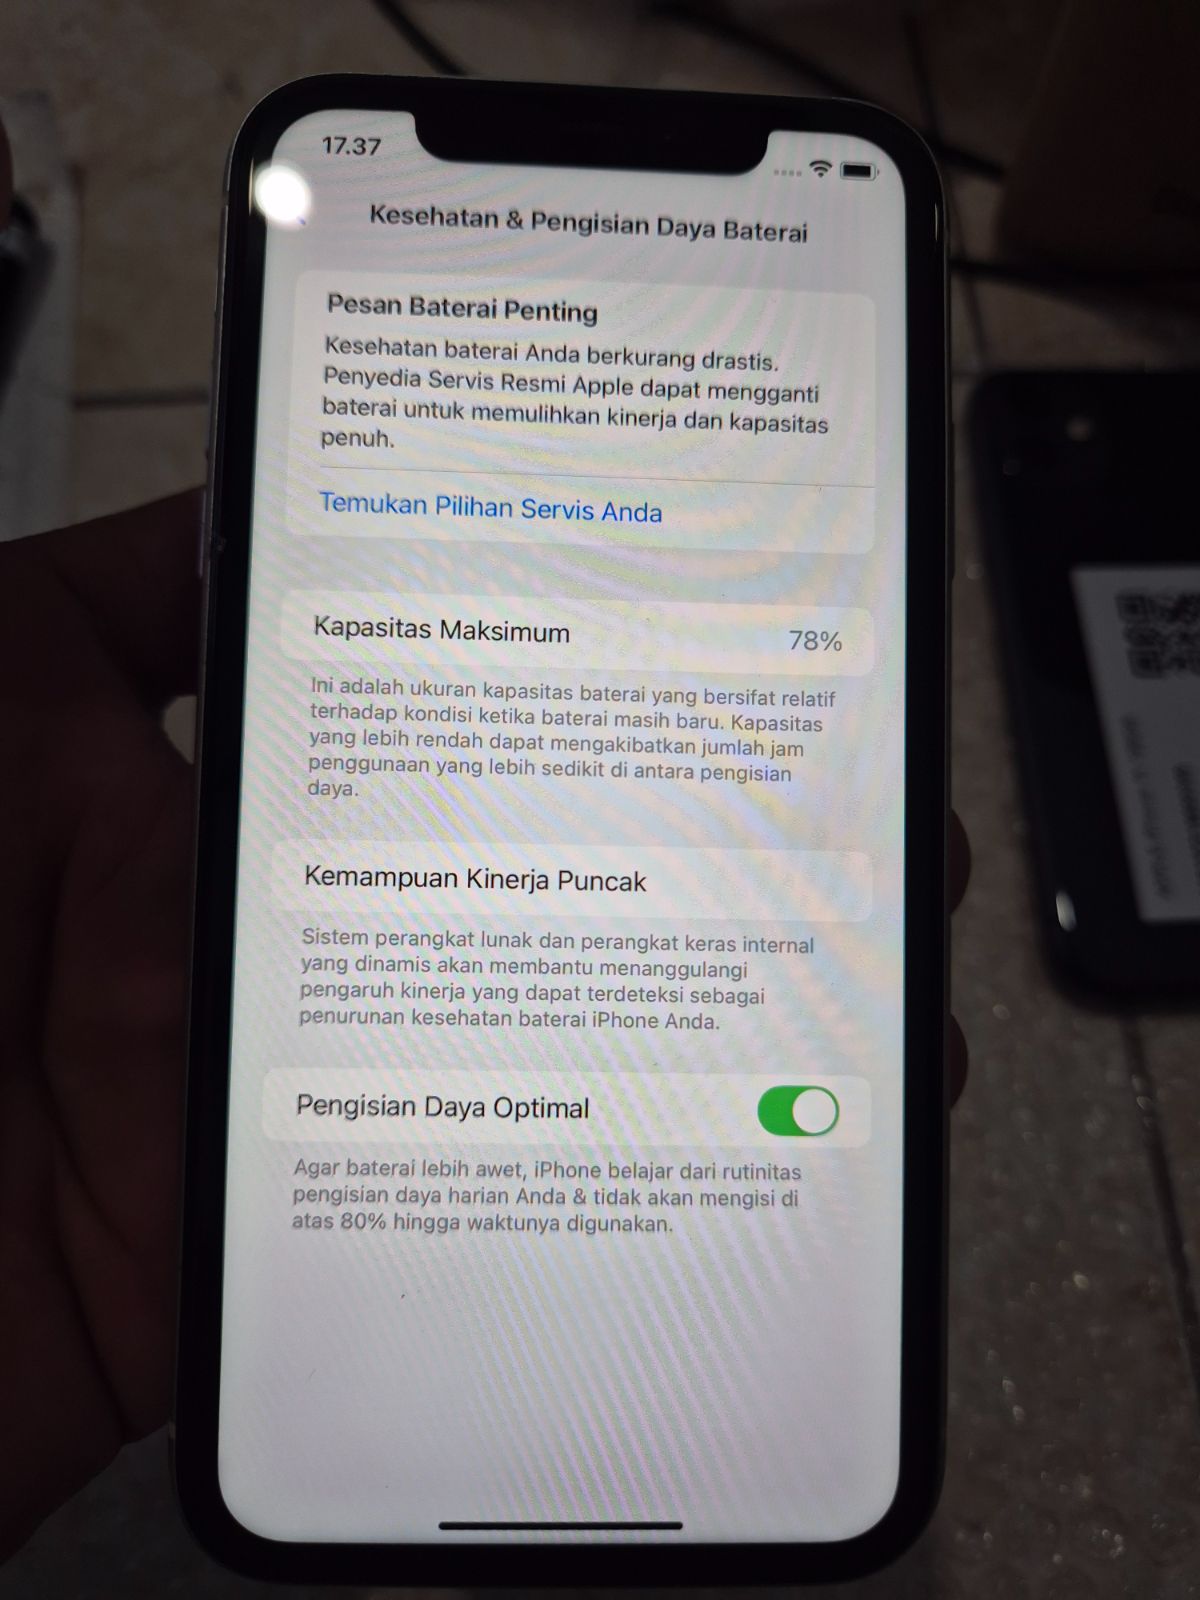 17.37
Kesehatan & Pengisian Daya Baterai
Pesan Baterai Penting
Kesehatan baterai Anda berkurang drastis.
Penyedia Servis Resmi Apple dapat mengganti
baterai untuk memulihkan kinerja dan kapasitas
penuh.
Temukan Pilihan Servis Anda
Kapasitas Maksimum 78%
Ini adalah ukuran kapasitas baterai yang bersifat relatif
terhadap kondisi ketika baterai masih baru. Kapasitas
yang lebih rendah dapat mengakibatkan jumlah jam
penggunaan yang lebih sedikit di antara pengisian
daya.
Kemampuan Kinerja Puncak
Sistem perangkat lunak dan perangkat keras internal
yang dinamis akan membantu menanggulangi
pengaruh kinerja yang dapat terdeteksi sebagai
penurunan kesehatan baterai iPhone Anda.
Pengisian Daya Optimal
Agar baterai lebih awet, iPhone belajar dari rutinitas
pengisian daya harian Anda & tidak akan mengisi di
atas 80% hingga waktunya digunakan.